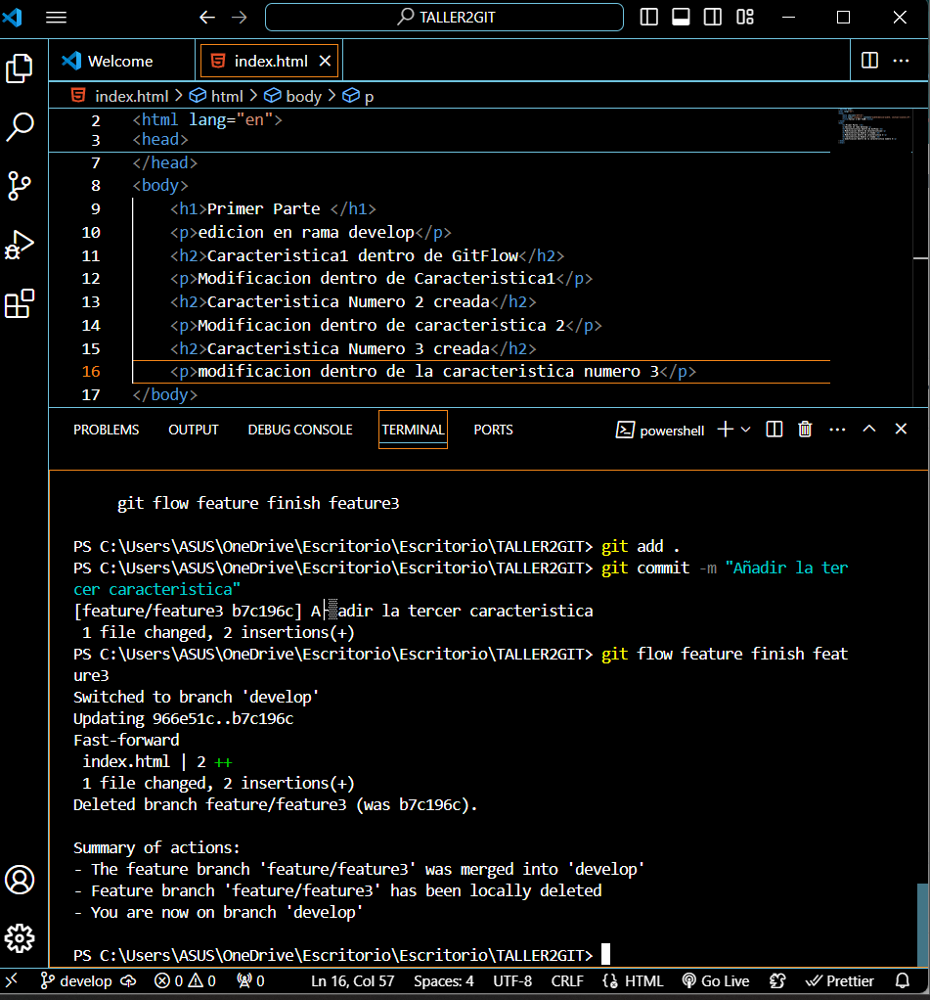 TALLER2GIT
Welcome
index.html
index.html > html > body > p
2 <html lang="en">
3 <head>
7 </head>
8 <body>
9 <h1>Primer Parte </h1>
10 <p>edicion en rama develop</p>
11 <h2>Caracteristica1 dentro de GitFlow</h2>
12 <p>Modificacion dentro de Caracteristica1</p>
13 <h2>Caracteristica Numero 2 creada</h2>
14 <p>Modificacion dentro de caracteristica 2</p>
15 <h2>Caracteristica Numero 3 creada</h2>
16 <p>modificacion dentro de la caracteristica numero 3</p>
17 </body>
PROBLEMS OUTPUT DEBUG CONSOLE TERMINAL PORTS powershell
git flow feature finish feature3
PS C:\Users\ASUS\OneDrive\Escritorio\Escritorio\TALLER2GIT> git add .
PS C:\Users\ASUS\OneDrive\Escritorio\Escritorio\TALLER2GIT> git commit -m "Añadir la ter
cer caracteristica"
[feature/feature3 b7c196c] A├▒adir la tercer caracteristica
1 file changed, 2 insertions(+)
PS C:\Users\ASUS\OneDrive\Escritorio\Escritorio\TALLER2GIT> git flow feature finish feat
ure3
Switched to branch 'develop'
Updating 966e51c..b7c196c
Fast-forward
index.html | 2 ++
1 file changed, 2 insertions(+)
Deleted branch feature/feature3 (was b7c196c).
Summary of actions:
- The feature branch 'feature/feature3' was merged into 'develop'
- Feature branch 'feature/feature3' has been locally deleted
- You are now on branch 'develop'
PS C:\Users\ASUS\OneDrive\Escritorio\Escritorio\TALLER2GIT>
develop 0 0 0 Ln 16, Col 57 Spaces: 4 UTF-8 CRLF HTML Go Live Prettier